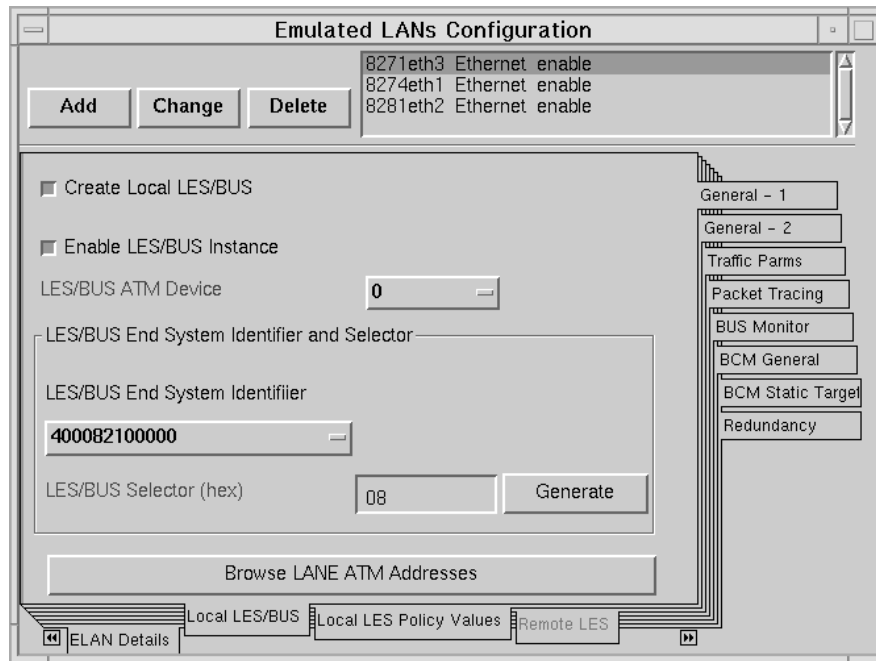 Emulated LANs Configuration
8271eth3 Ethernet enable
8274eth1 Ethernet enable
8281eth2 Ethernet enable
Add Change Delete
Create Local LES/BUS
Enable LES/BUS Instance
LES/BUS ATM Device
0
LES/BUS End System Identifier and Selector
LES/BUS End System Identifiier
400082100000
LES/BUS Selector (hex)
08
Generate
Browse LANE ATM Addresses
General - 1
General - 2
Traffic Parms
Packet Tracing
BUS Monitor
BCM General
BCM Static Target
Redundancy
ELAN Details
Local LES/BUS
Local LES Policy Values
Remote LES